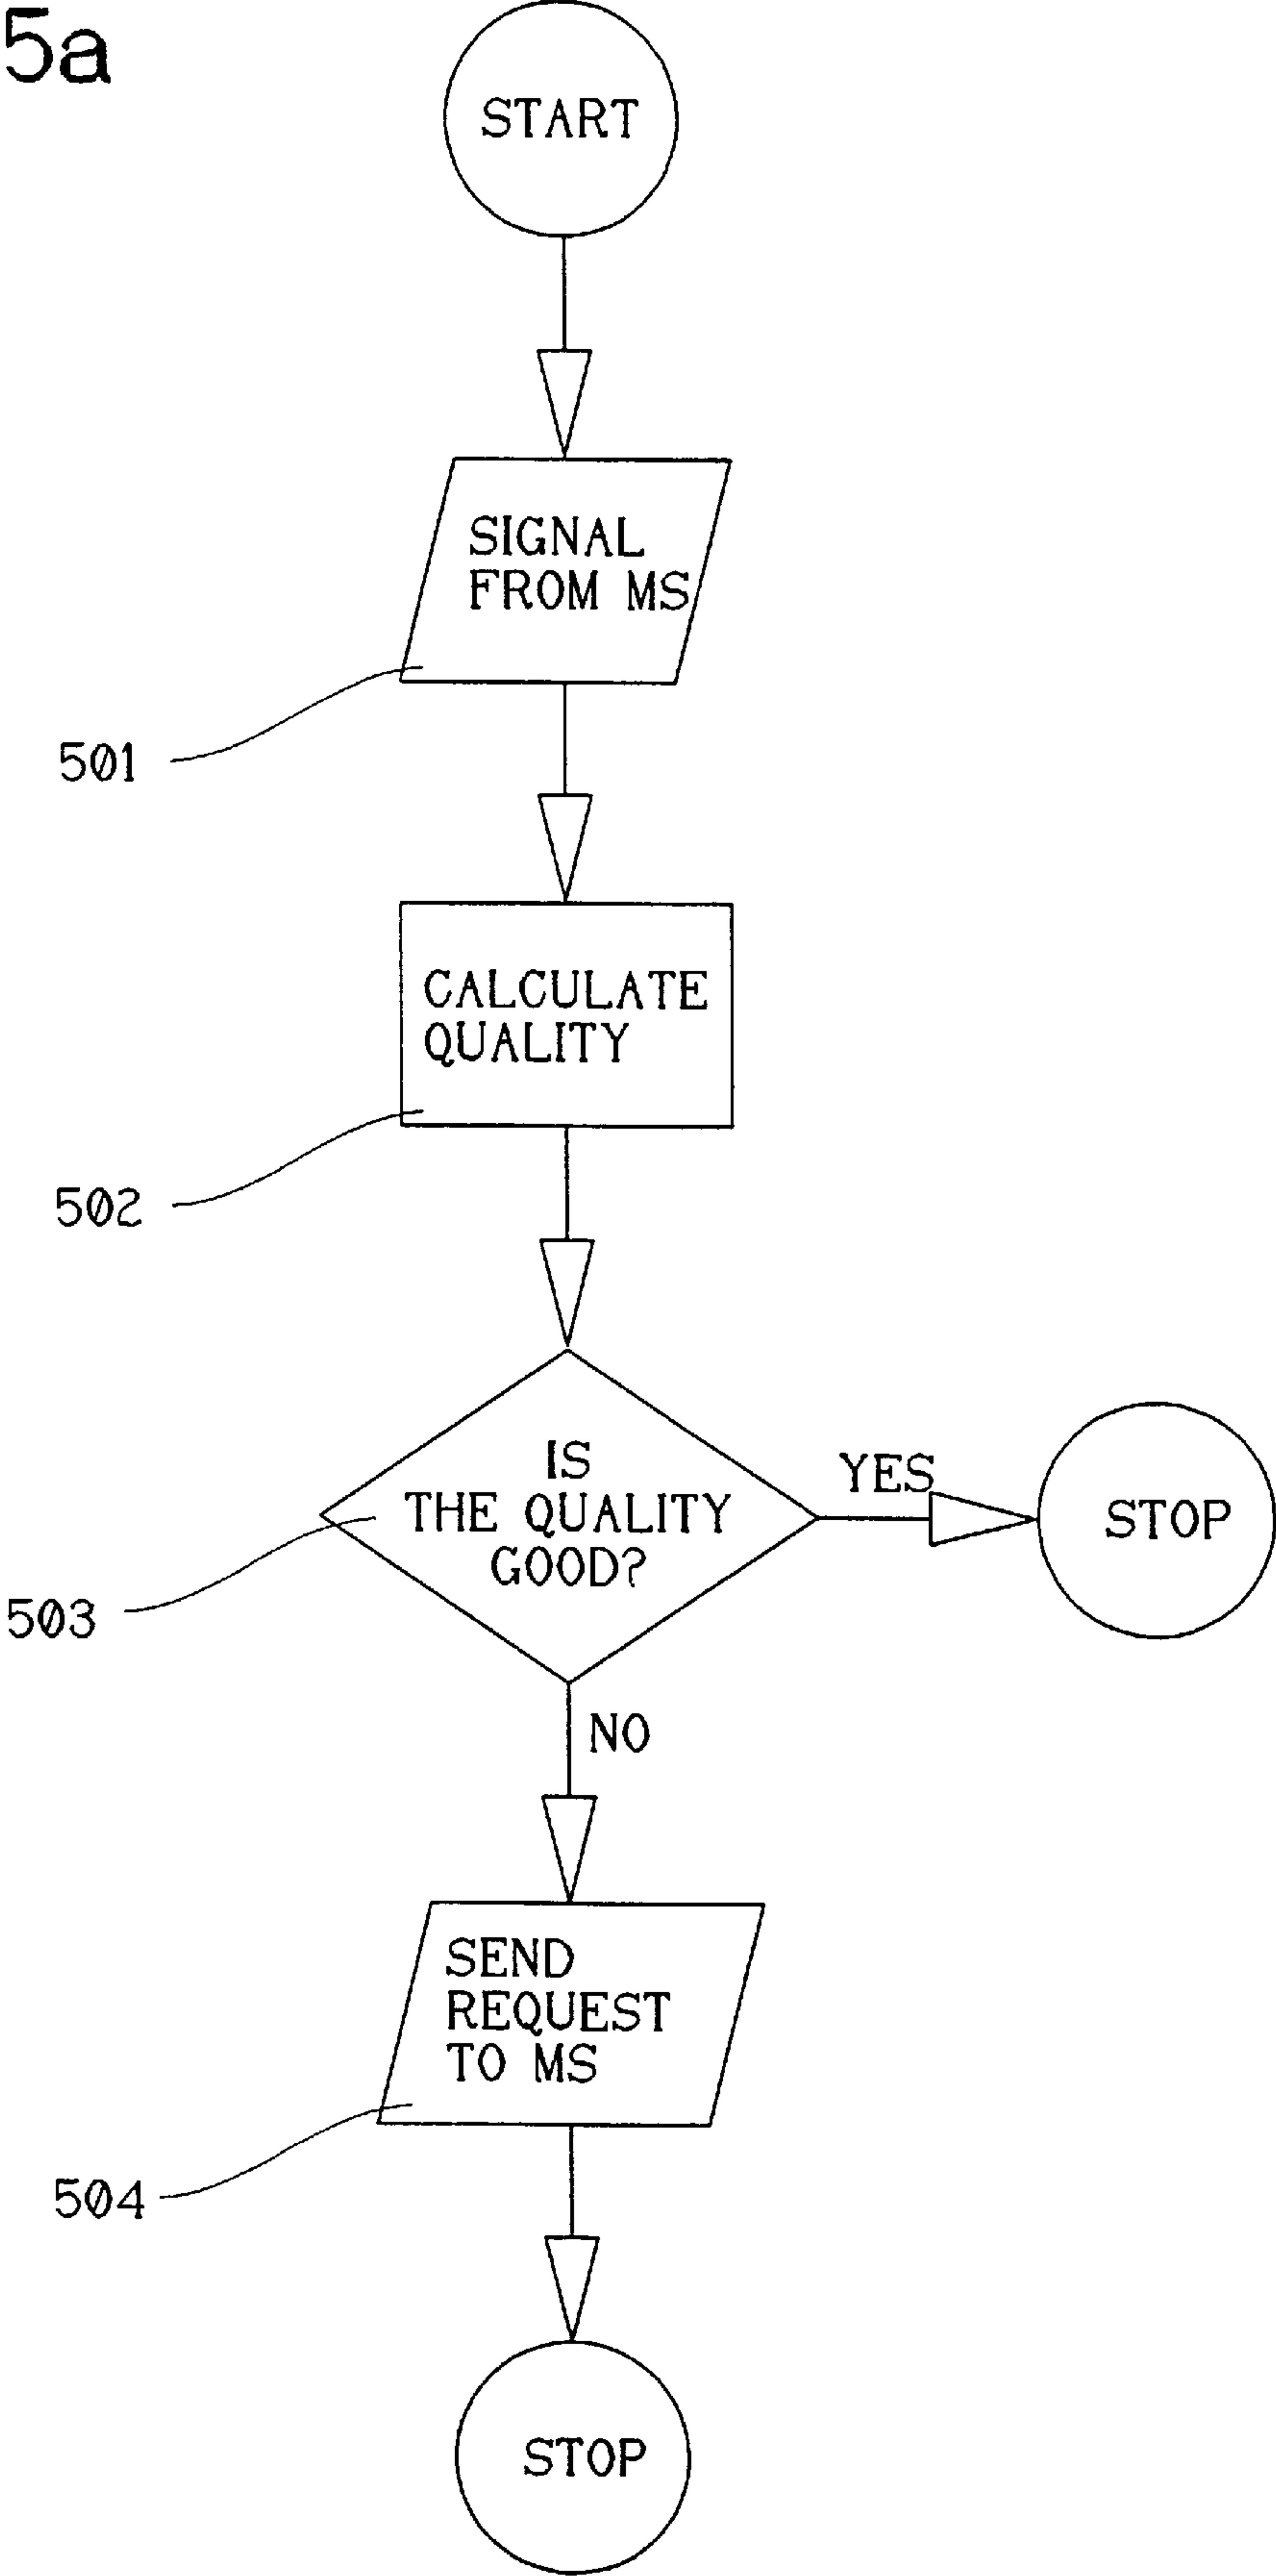 5a
START
SIGNAL
FROM MS
501
CALCULATE
QUALITY
502
IS
THE QUALITY
GOOD?
YES
STOP
503
NO
SEND
REQUEST
TO MS
504
STOP